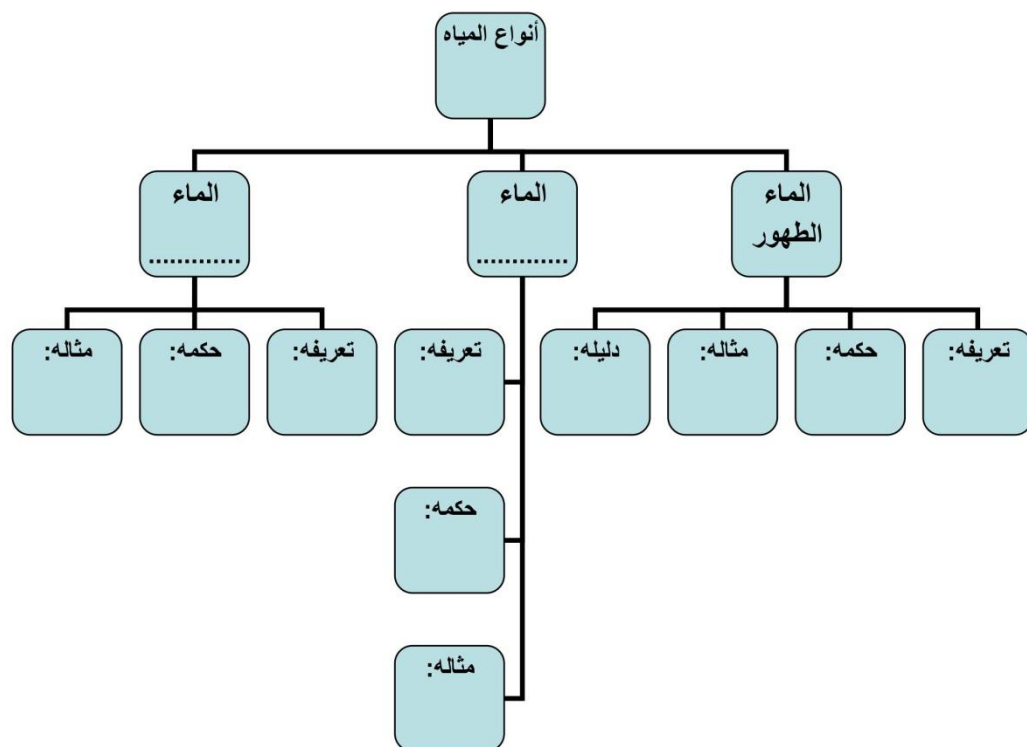 أنواع المياه
الماء
الطهور
الماء
.............
الماء
.............
تعريفه:
حكمه:
مثاله:
دليله:
تعريفه:
حكمه:
مثاله:
تعريفه:
حكمه:
مثاله: